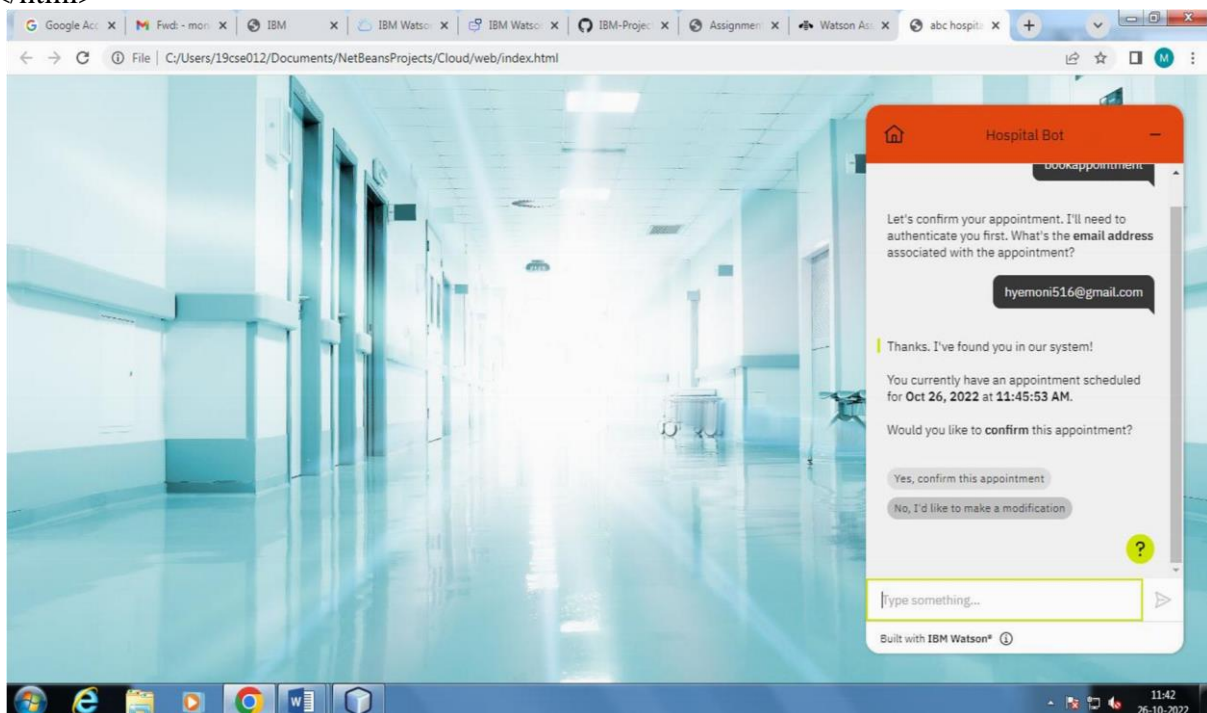 </html>
Google Acc
Fwd: - mon
IBM
IBM Watso
IBM Watso
IBM-Projec
Assignmen
Watson Ass
abc hospita
File | C:/Users/19cse012/Documents/NetBeansProjects/Cloud/web/index.html
M
Hospital Bot
bookappointment
Let's confirm your appointment. I'll need to
authenticate you first. What's the email address
associated with the appointment?
hyemoni516@gmail.com
Thanks. I've found you in our system!
You currently have an appointment scheduled
for Oct 26, 2022 at 11:45:53 AM.
Would you like to confirm this appointment?
Yes, confirm this appointment
No, I'd like to make a modification
?
Type something...
Built with IBM Watson®
11:42
26-10-2022